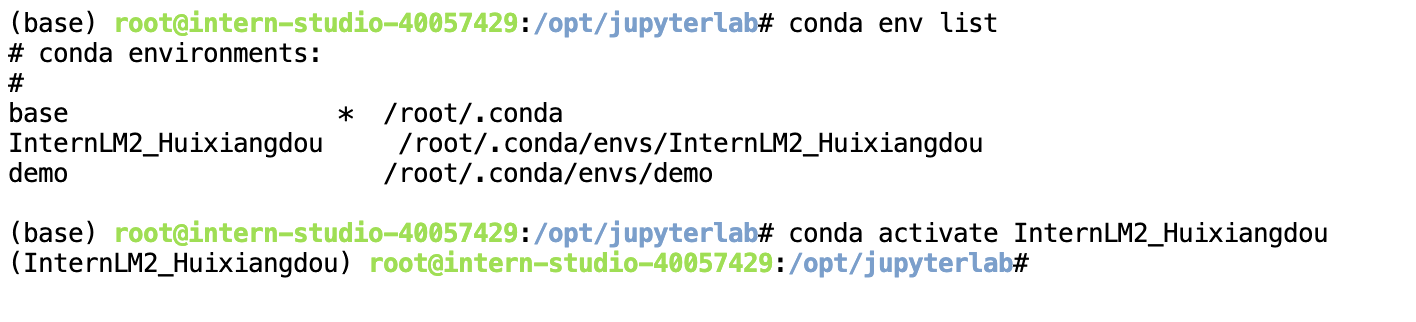 (base) root@intern-studio-40057429:/opt/jupyterlab# conda env list
# conda environments:
#
base                  *  /root/.conda
InternLM2_Huixiangdou     /root/.conda/envs/InternLM2_Huixiangdou
demo                     /root/.conda/envs/demo
(base) root@intern-studio-40057429:/opt/jupyterlab# conda activate InternLM2_Huixiangdou
(InternLM2_Huixiangdou) root@intern-studio-40057429:/opt/jupyterlab#